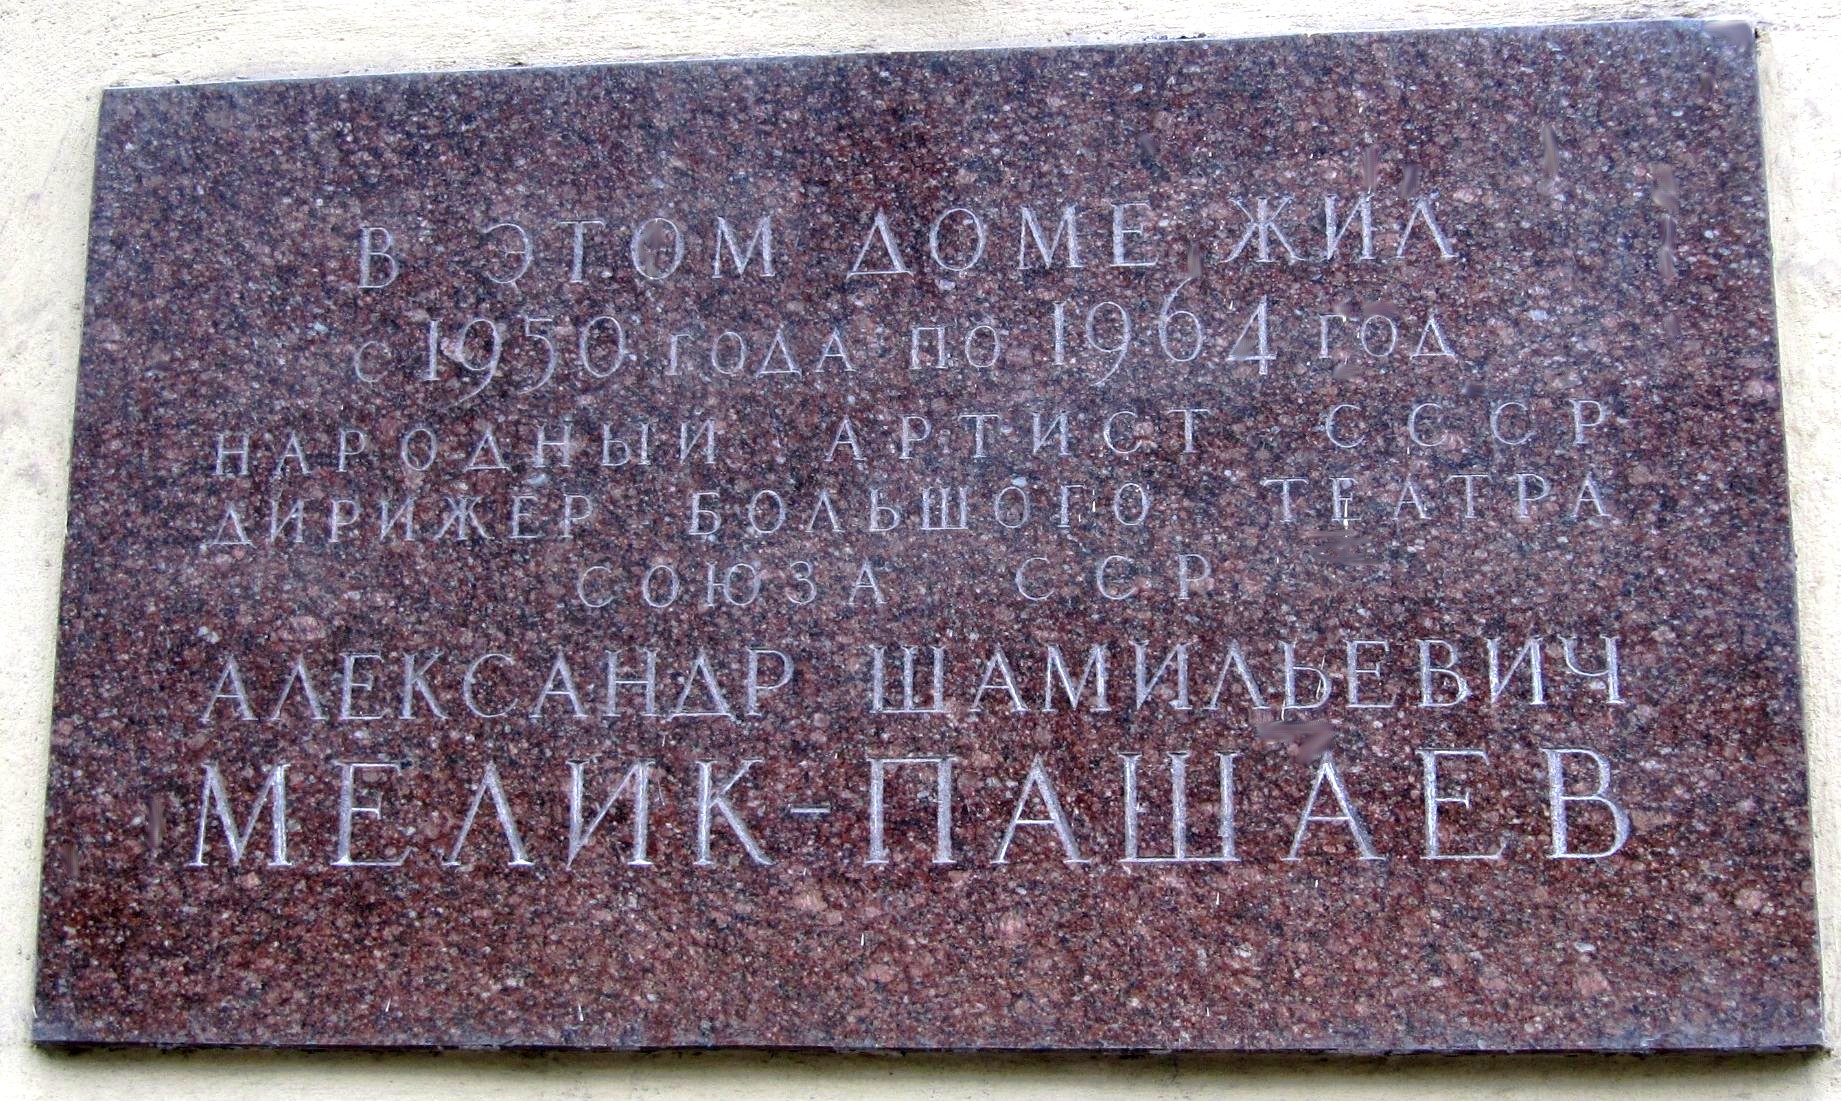 В ЭТОМ ДОМЕ ЖИЛ
С 1950 ГОДА ПО 1964 ГОД
НАРОДНЫЙ АРТИСТ СССР
ДИРИЖЕР БОЛЬШОГО ТЕАТРА
СОЮЗА ССР
АЛЕКСАНДР ШАМИЛЬЕВИЧ
МЕЛИК-ПАШАЕВ